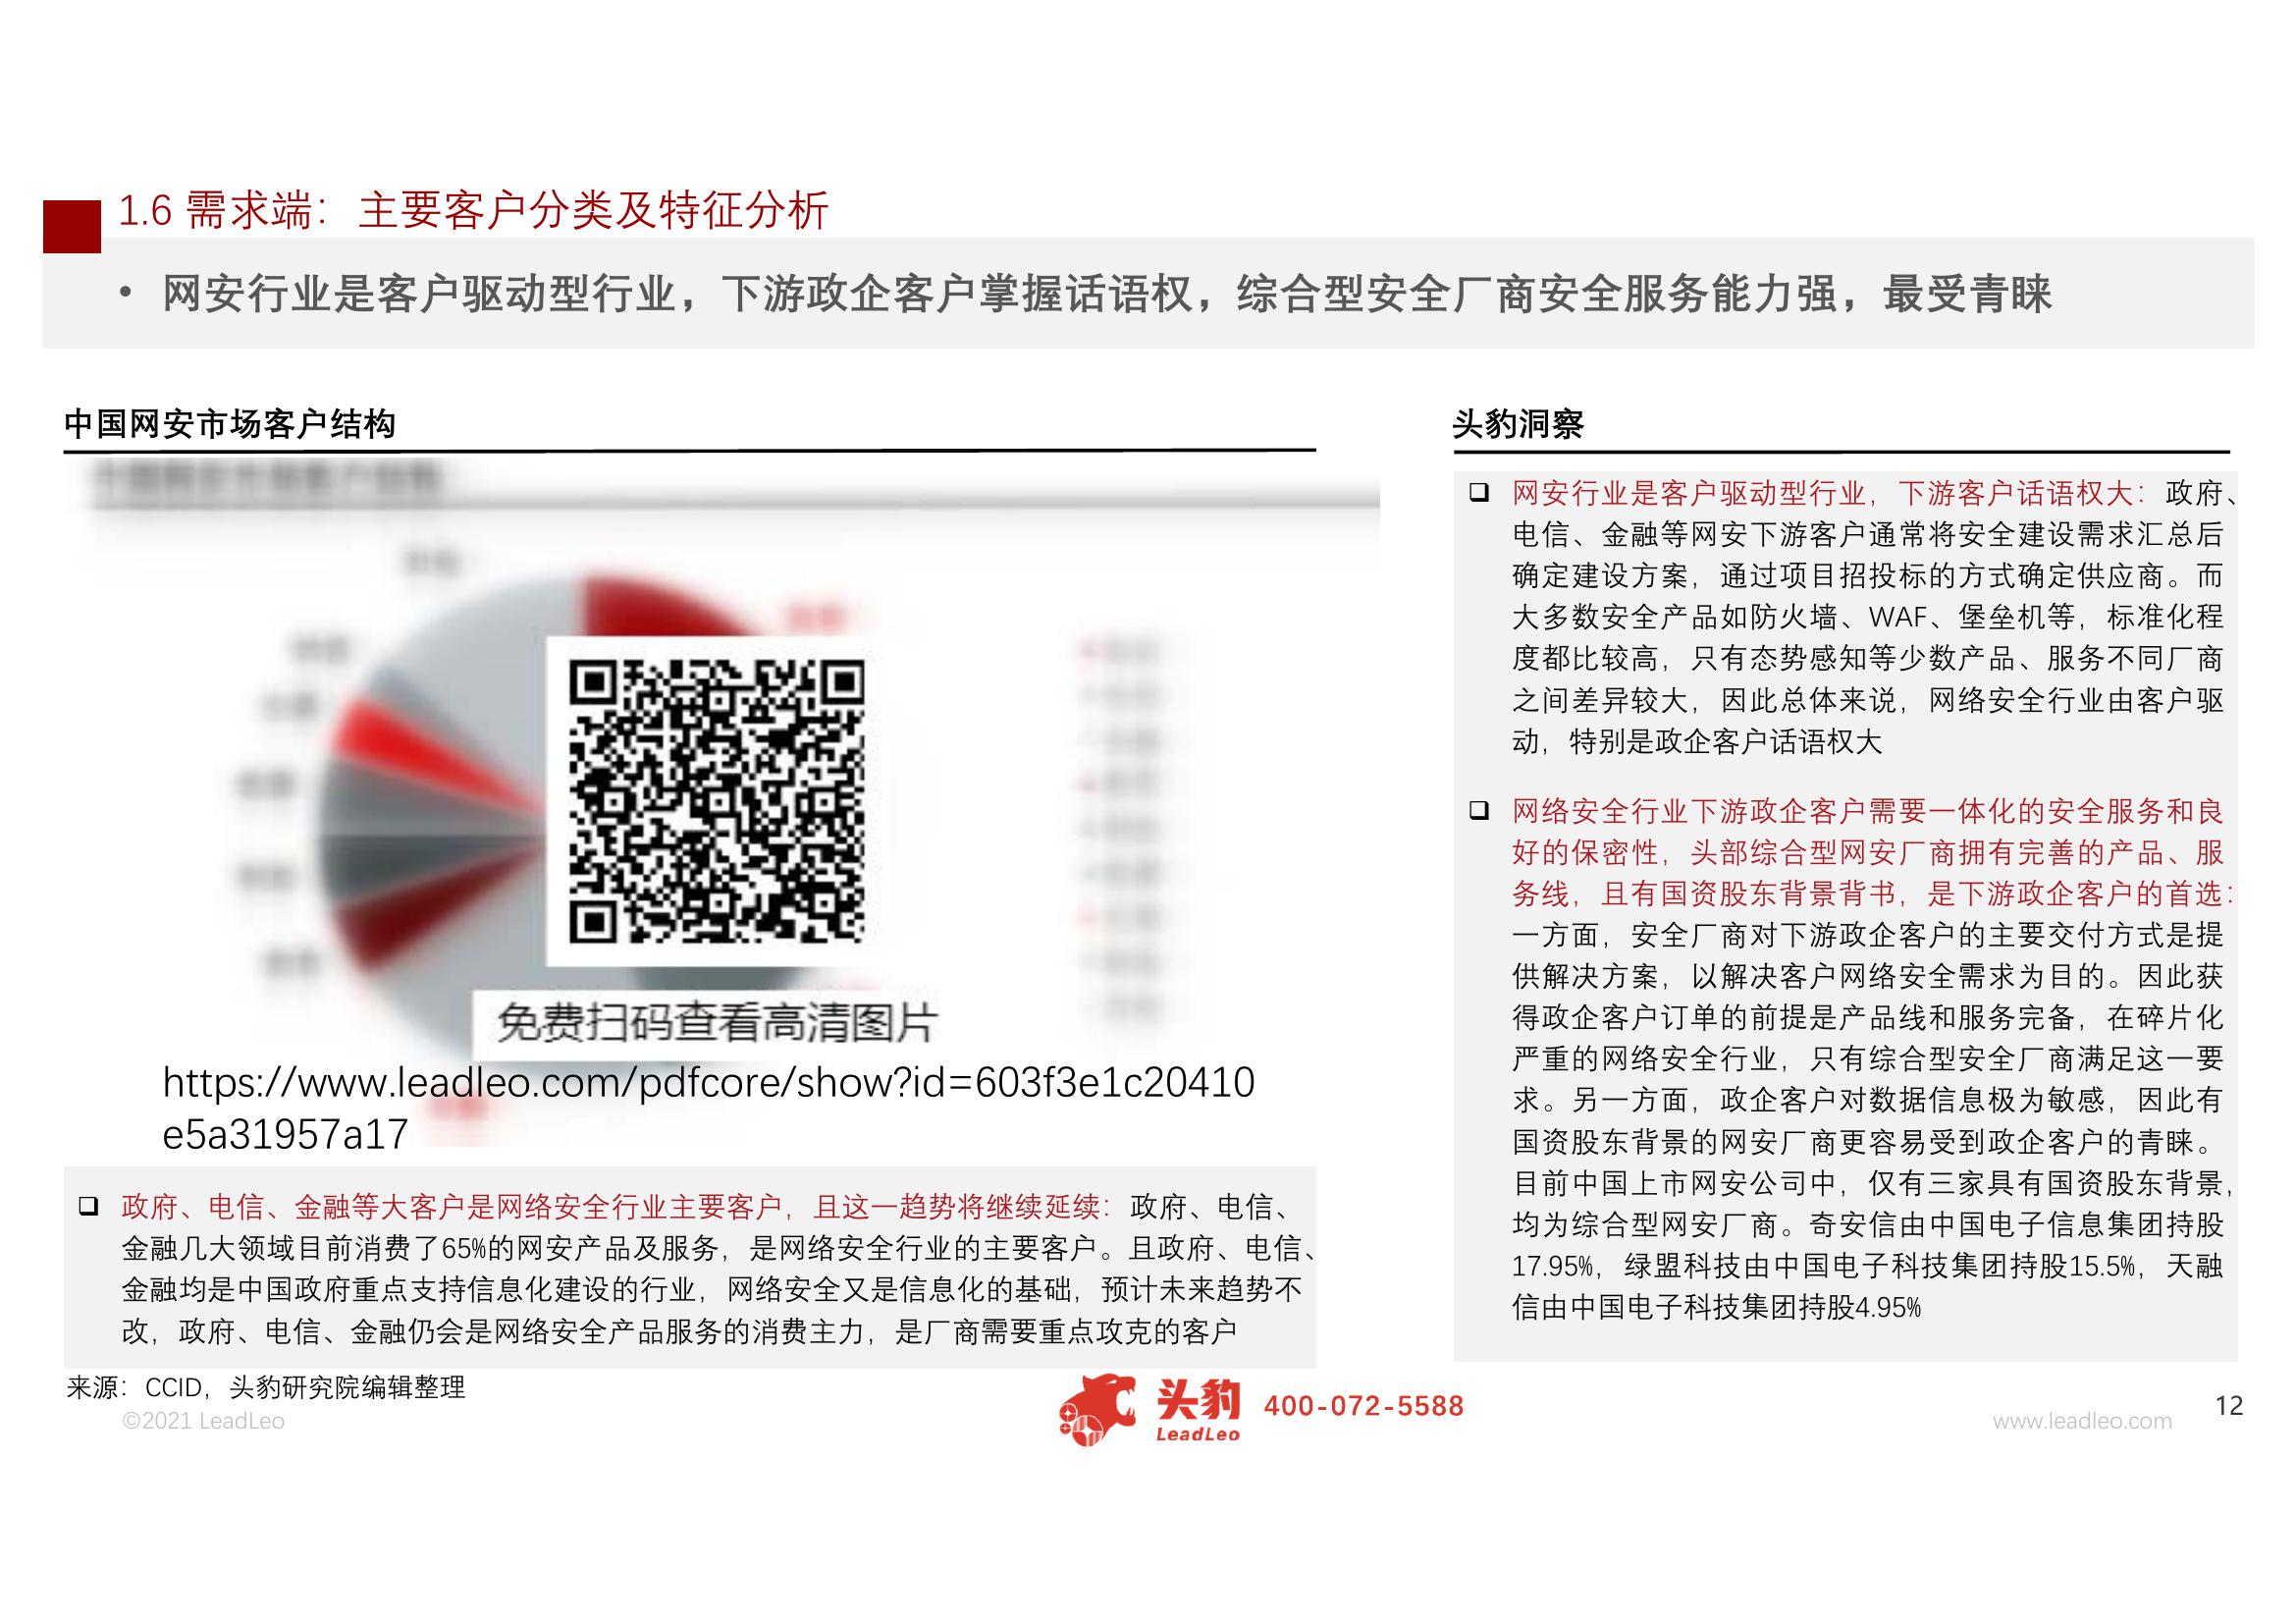 1.6 需求端：主要客户分类及特征分析
• 网安行业是客户驱动型行业，下游政企客户掌握话语权，综合型安全厂商安全服务能力强，最受青睐
中国网安市场客户结构
免费扫码查看高清图片
https://www.leadleo.com/pdfcore/show?id=603f3e1c20410
e5a31957a17
❑ 政府、电信、金融等大客户是网络安全行业主要客户，且这一趋势将继续延续：政府、电信、
金融几大领域目前消费了65%的网安产品及服务，是网络安全行业的主要客户。且政府、电信、
金融均是中国政府重点支持信息化建设的行业，网络安全又是信息化的基础，预计未来趋势不
改，政府、电信、金融仍会是网络安全产品服务的消费主力，是厂商需要重点攻克的客户
头豹洞察
❑ 网安行业是客户驱动型行业，下游客户话语权大：政府、
电信、金融等网安下游客户通常将安全建设需求汇总后
确定建设方案，通过项目招投标的方式确定供应商。而
大多数安全产品如防火墙、WAF、堡垒机等，标准化程
度都比较高，只有态势感知等少数产品、服务不同厂商
之间差异较大，因此总体来说，网络安全行业由客户驱
动，特别是政企客户话语权大
❑ 网络安全行业下游政企客户需要一体化的安全服务和良
好的保密性，头部综合型网安厂商拥有完善的产品、服
务线，且有国资股东背景背书，是下游政企客户的首选：
一方面，安全厂商对下游政企客户的主要交付方式是提
供解决方案，以解决客户网络安全需求为目的。因此获
得政企客户订单的前提是产品线和服务完备，在碎片化
严重的网络安全行业，只有综合型安全厂商满足这一要
求。另一方面，政企客户对数据信息极为敏感，因此有
国资股东背景的网安厂商更容易受到政企客户的青睐。
目前中国上市网安公司中，仅有三家具有国资股东背景，
均为综合型网安厂商。奇安信由中国电子信息集团持股
17.95%，绿盟科技由中国电子科技集团持股15.5%，天融
信由中国电子科技集团持股4.95%
来源：CCID，头豹研究院编辑整理
©2021 LeadLeo
头豹
LeadLeo
400-072-5588
www.leadleo.com
12